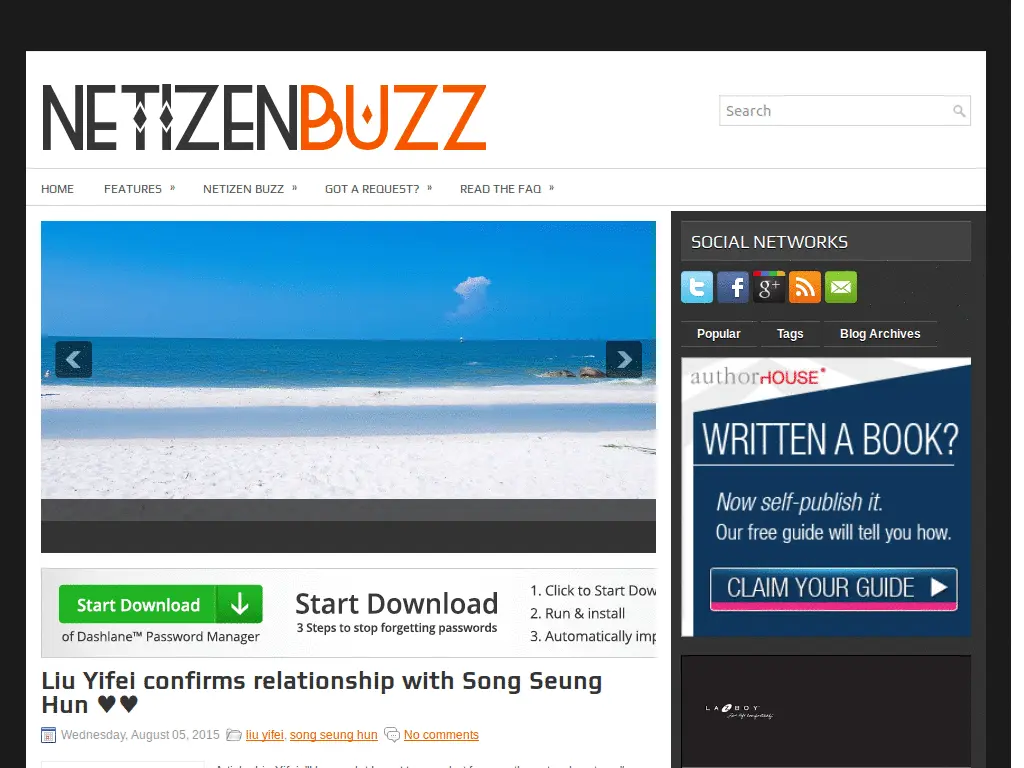 NETIZENBUZZ
Search
HOME FEATURES » NETIZEN BUZZ » GOT A REQUEST? » READ THE FAQ »
SOCIAL NETWORKS
Popular Tags Blog Archives
authorHOUSE
WRITTEN A BOOK?
Now self-publish it.
Our free guide will tell you how.
CLAIM YOUR GUIDE
Start Download
of Dashlane™ Password Manager
Start Download
3 Steps to stop forgetting passwords
1. Click to Start Dow
2. Run & install
3. Automatically imp
Liu Yifei confirms relationship with Song Seung
Hun ♥♥
Wednesday, August 05, 2015 liu yifei, song seung hun No comments
LA Z BOY